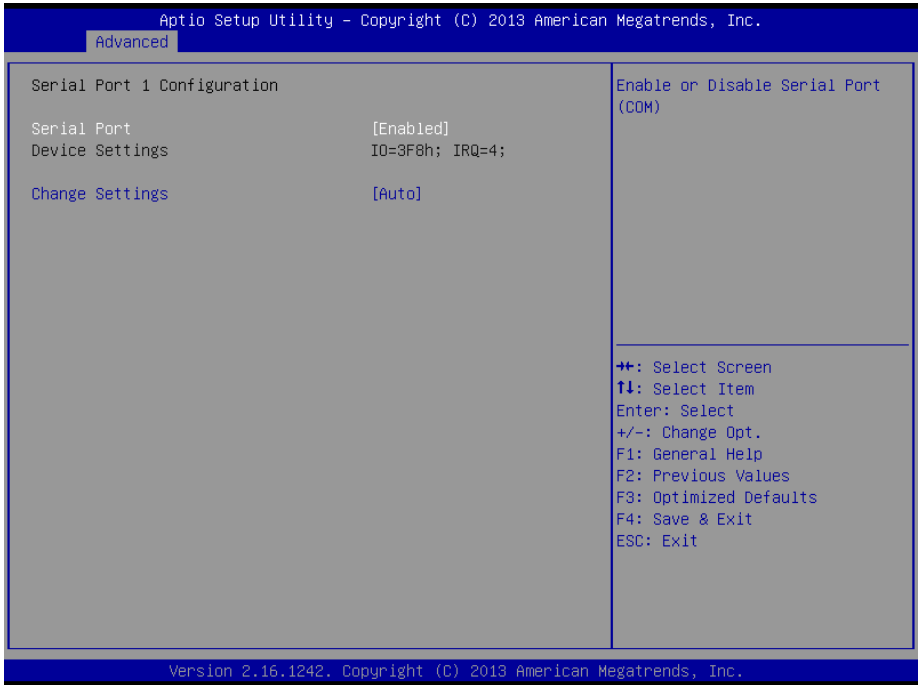 Aptio Setup Utility – Copyright (C) 2013 American Megatrends, Inc.
Advanced
Serial Port 1 Configuration
Serial Port [Enabled]
Device Settings IO=3F8h; IRQ=4;
Change Settings [Auto]
Enable or Disable Serial Port
(COM)
→←: Select Screen
↑↓: Select Item
Enter: Select
+/-: Change Opt.
F1: General Help
F2: Previous Values
F3: Optimized Defaults
F4: Save & Exit
ESC: Exit
Version 2.16.1242. Copyright (C) 2013 American Megatrends, Inc.